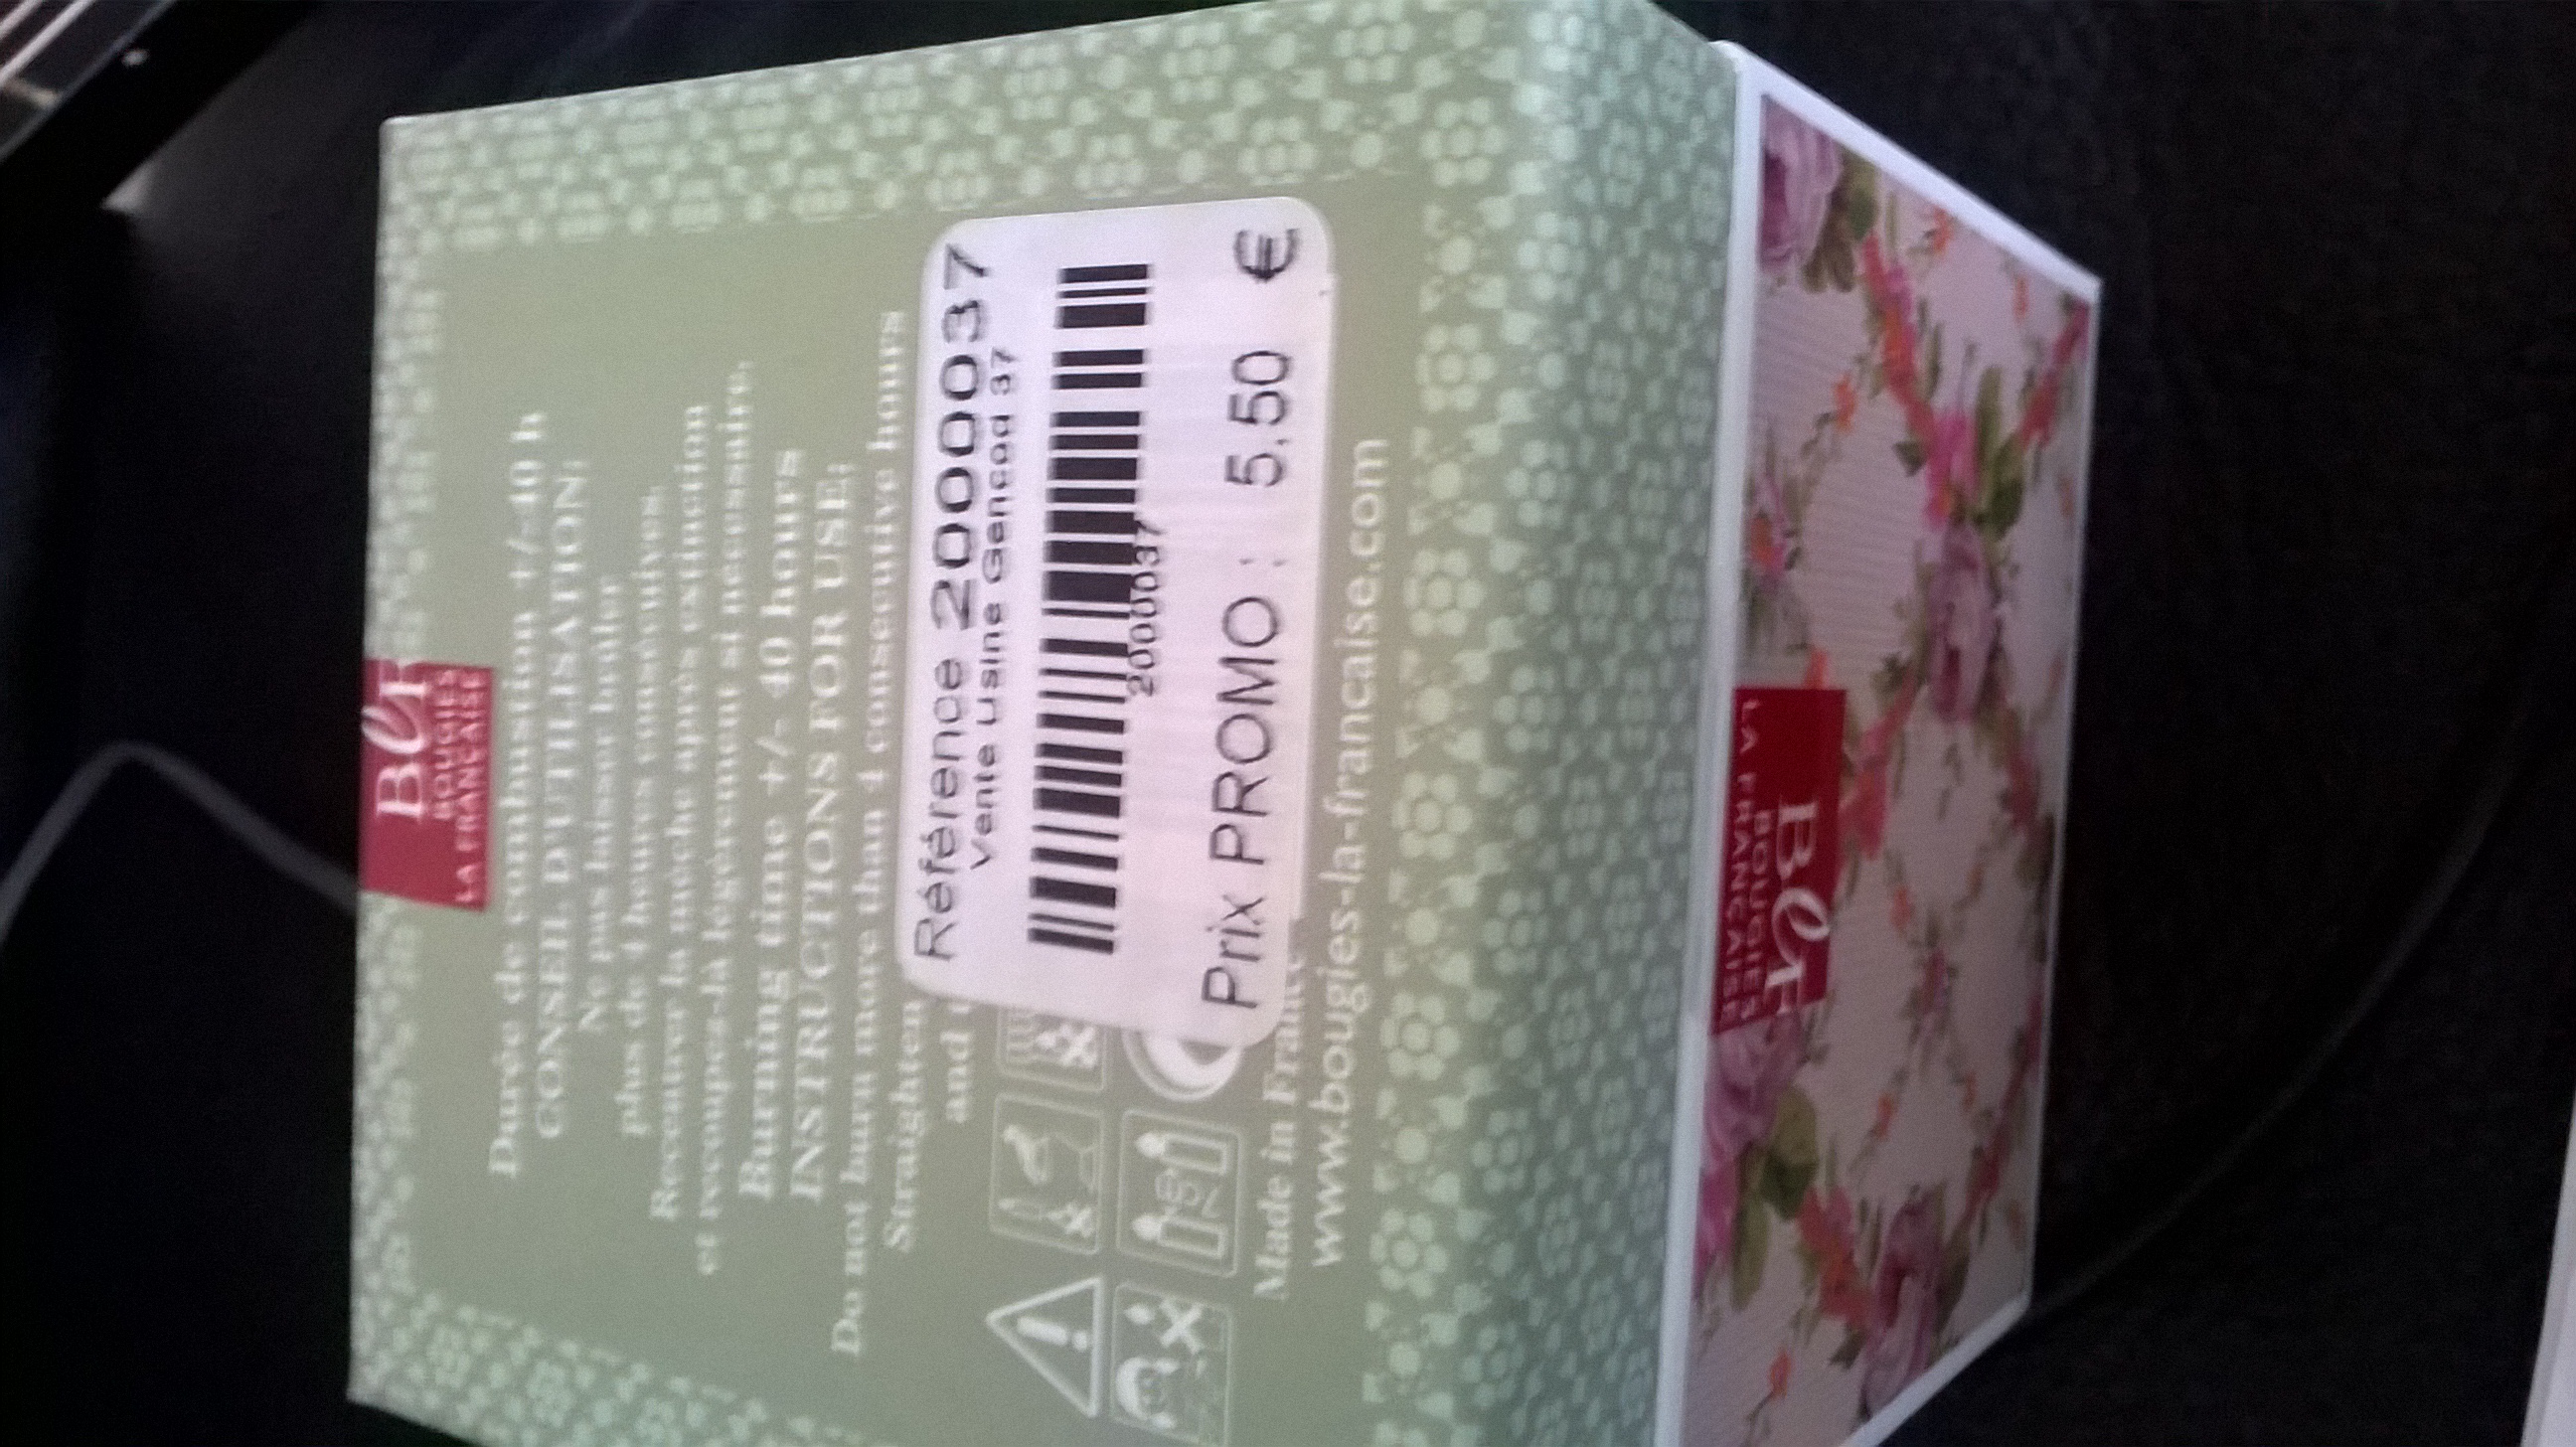 BlF
BOUGIES
LA FRANÇAISE
Durée de combustion +/-40 h
CONSEIL D'UTILISATION:
Ne pas laisser brûler
plus de 4 heures consécuives.
Recentrer la mèche après extinction
et recoupez-là légèrement si nécessaire.
Burning time +/- 40 hours
INSTRUCTIONS FOR USE:
Do not burn more than 4 consecutive hours
Straighten
and
Référence 2000037
Vente Usine Gencod 37
2000037
Prix PROMO : 5.50 €
Made in France
www.bougies-la-francaise.com
BlF
BOUGIES
LA FRANÇAISE